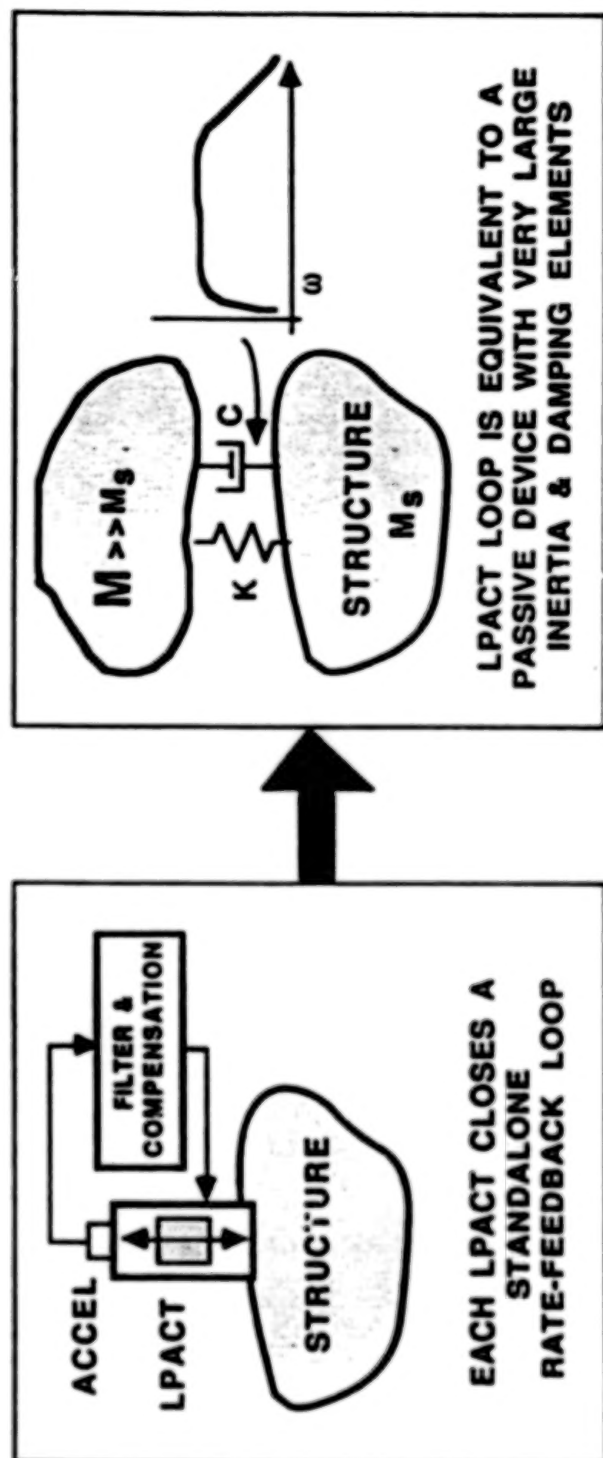 ACCEL
LPACT
FILTER &
COMPENSATION
STRUCTURE
EACH LPACT CLOSES A
STANDALONE
RATE-FEEDBACK LOOP
M >> Ms
K
C
ω
STRUCTURE
Ms
LPACT LOOP IS EQUIVALENT TO A
PASSIVE DEVICE WITH VERY LARGE
INERTIA & DAMPING ELEMENTS